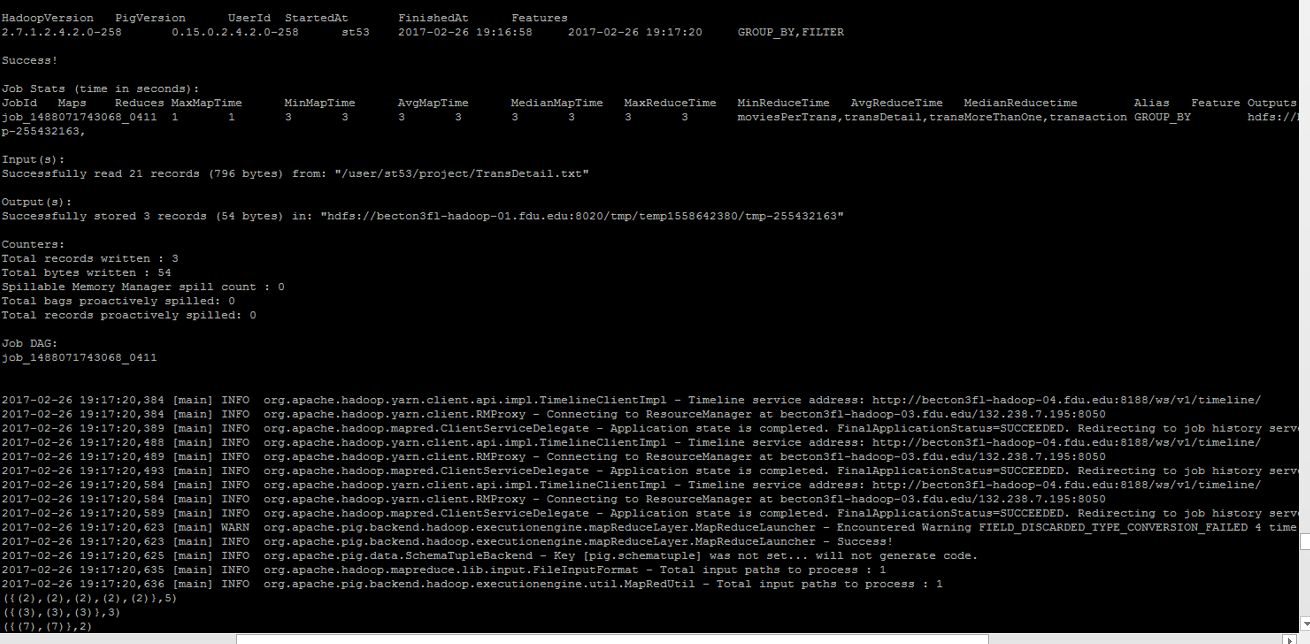 HadoopVersion PigVersion UserId StartedAt FinishedAt Features
2.7.1.2.4.2.0-258 0.15.0.2.4.2.0-258 st53 2017-02-26 19:16:58 2017-02-26 19:17:20 GROUP_BY,FILTER
Success!
Job Stats (time in seconds):
JobId Maps Reduces MaxMapTime MinMapTime AvgMapTime MedianMapTime MaxReduceTime MinReduceTime AvgReduceTime MedianReducetime Alias Feature Outputs
job_1488071743068_0411 1 1 3 3 3 3 3 3 3 3 moviesPerTrans,transDetail,transMoreThanOne,transaction GROUP_BY hdfs://
p-255432163,
Input(s):
Successfully read 21 records (796 bytes) from: "/user/st53/project/TransDetail.txt"
Output(s):
Successfully stored 3 records (54 bytes) in: "hdfs://becton3fl-hadoop-01.fdu.edu:8020/tmp/temp1558642380/tmp-255432163"
Counters:
Total records written : 3
Total bytes written : 54
Spillable Memory Manager spill count : 0
Total bags proactively spilled: 0
Total records proactively spilled: 0
Job DAG:
job_1488071743068_0411
2017-02-26 19:17:20,384 [main] INFO org.apache.hadoop.yarn.client.api.impl.TimelineClientImpl - Timeline service address: http://becton3fl-hadoop-04.fdu.edu:8188/ws/v1/timeline/
2017-02-26 19:17:20,384 [main] INFO org.apache.hadoop.yarn.client.RMProxy - Connecting to ResourceManager at becton3fl-hadoop-03.fdu.edu/132.238.7.195:8050
2017-02-26 19:17:20,389 [main] INFO org.apache.hadoop.mapred.ClientServiceDelegate - Application state is completed. FinalApplicationStatus=SUCCEEDED. Redirecting to job history serv
2017-02-26 19:17:20,488 [main] INFO org.apache.hadoop.yarn.client.api.impl.TimelineClientImpl - Timeline service address: http://becton3fl-hadoop-04.fdu.edu:8188/ws/v1/timeline/
2017-02-26 19:17:20,489 [main] INFO org.apache.hadoop.yarn.client.RMProxy - Connecting to ResourceManager at becton3fl-hadoop-03.fdu.edu/132.238.7.195:8050
2017-02-26 19:17:20,493 [main] INFO org.apache.hadoop.mapred.ClientServiceDelegate - Application state is completed. FinalApplicationStatus=SUCCEEDED. Redirecting to job history serv
2017-02-26 19:17:20,584 [main] INFO org.apache.hadoop.yarn.client.api.impl.TimelineClientImpl - Timeline service address: http://becton3fl-hadoop-04.fdu.edu:8188/ws/v1/timeline/
2017-02-26 19:17:20,584 [main] INFO org.apache.hadoop.yarn.client.RMProxy - Connecting to ResourceManager at becton3fl-hadoop-03.fdu.edu/132.238.7.195:8050
2017-02-26 19:17:20,589 [main] INFO org.apache.hadoop.mapred.ClientServiceDelegate - Application state is completed. FinalApplicationStatus=SUCCEEDED. Redirecting to job history serv
2017-02-26 19:17:20,623 [main] WARN org.apache.pig.backend.hadoop.executionengine.mapReduceLayer.MapReduceLauncher - Encountered Warning FIELD_DISCARDED_TYPE_CONVERSION_FAILED 4 time
2017-02-26 19:17:20,623 [main] INFO org.apache.pig.backend.hadoop.executionengine.mapReduceLayer.MapReduceLauncher - Success!
2017-02-26 19:17:20,625 [main] INFO org.apache.pig.data.SchemaTupleBackend - Key [pig.schematuple] was not set... will not generate code.
2017-02-26 19:17:20,635 [main] INFO org.apache.hadoop.mapreduce.lib.input.FileInputFormat - Total input paths to process : 1
2017-02-26 19:17:20,636 [main] INFO org.apache.pig.backend.hadoop.executionengine.util.MapRedUtil - Total input paths to process : 1
({(2),(2),(2),(2),(2)},5)
({(3),(3),(3)},3)
({(7),(7)},2)